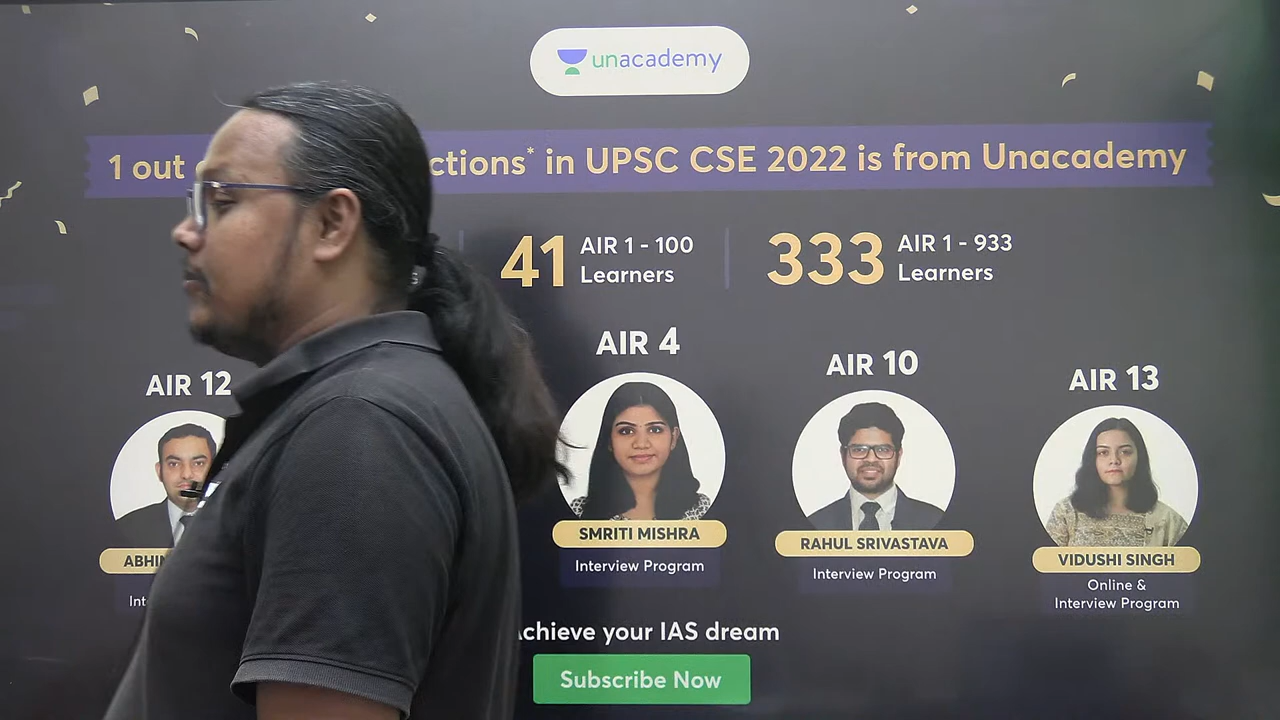 unacademy
1 out ctions* in UPSC CSE 2022 is from Unacademy
41 AIR 1 - 100 Learners
333 AIR 1 - 933 Learners
AIR 12
AIR 4
AIR 10
AIR 13
SMRITI MISHRA
Interview Program
RAHUL SRIVASTAVA
Interview Program
VIDUSHI SINGH
Online &
Interview Program
chieve your IAS dream
Subscribe Now